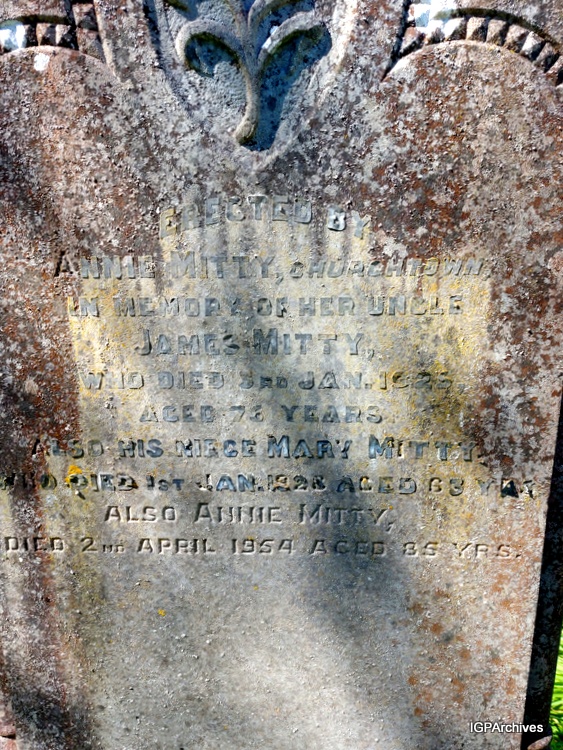 ERECTED BY
ANNIE MITTY, CHURCHTOWN,
IN MEMORY OF HER UNCLE
JAMES MITTY,
WHO DIED 3RD JAN. 1925,
AGED 76 YEARS
ALSO HIS NIECE MARY MITTY,
WHO DIED 1ST JAN. 1928 AGED 63 YRS
ALSO ANNIE MITTY,
DIED 2ND APRIL 1954 AGED 85 YRS.
IGPArchives